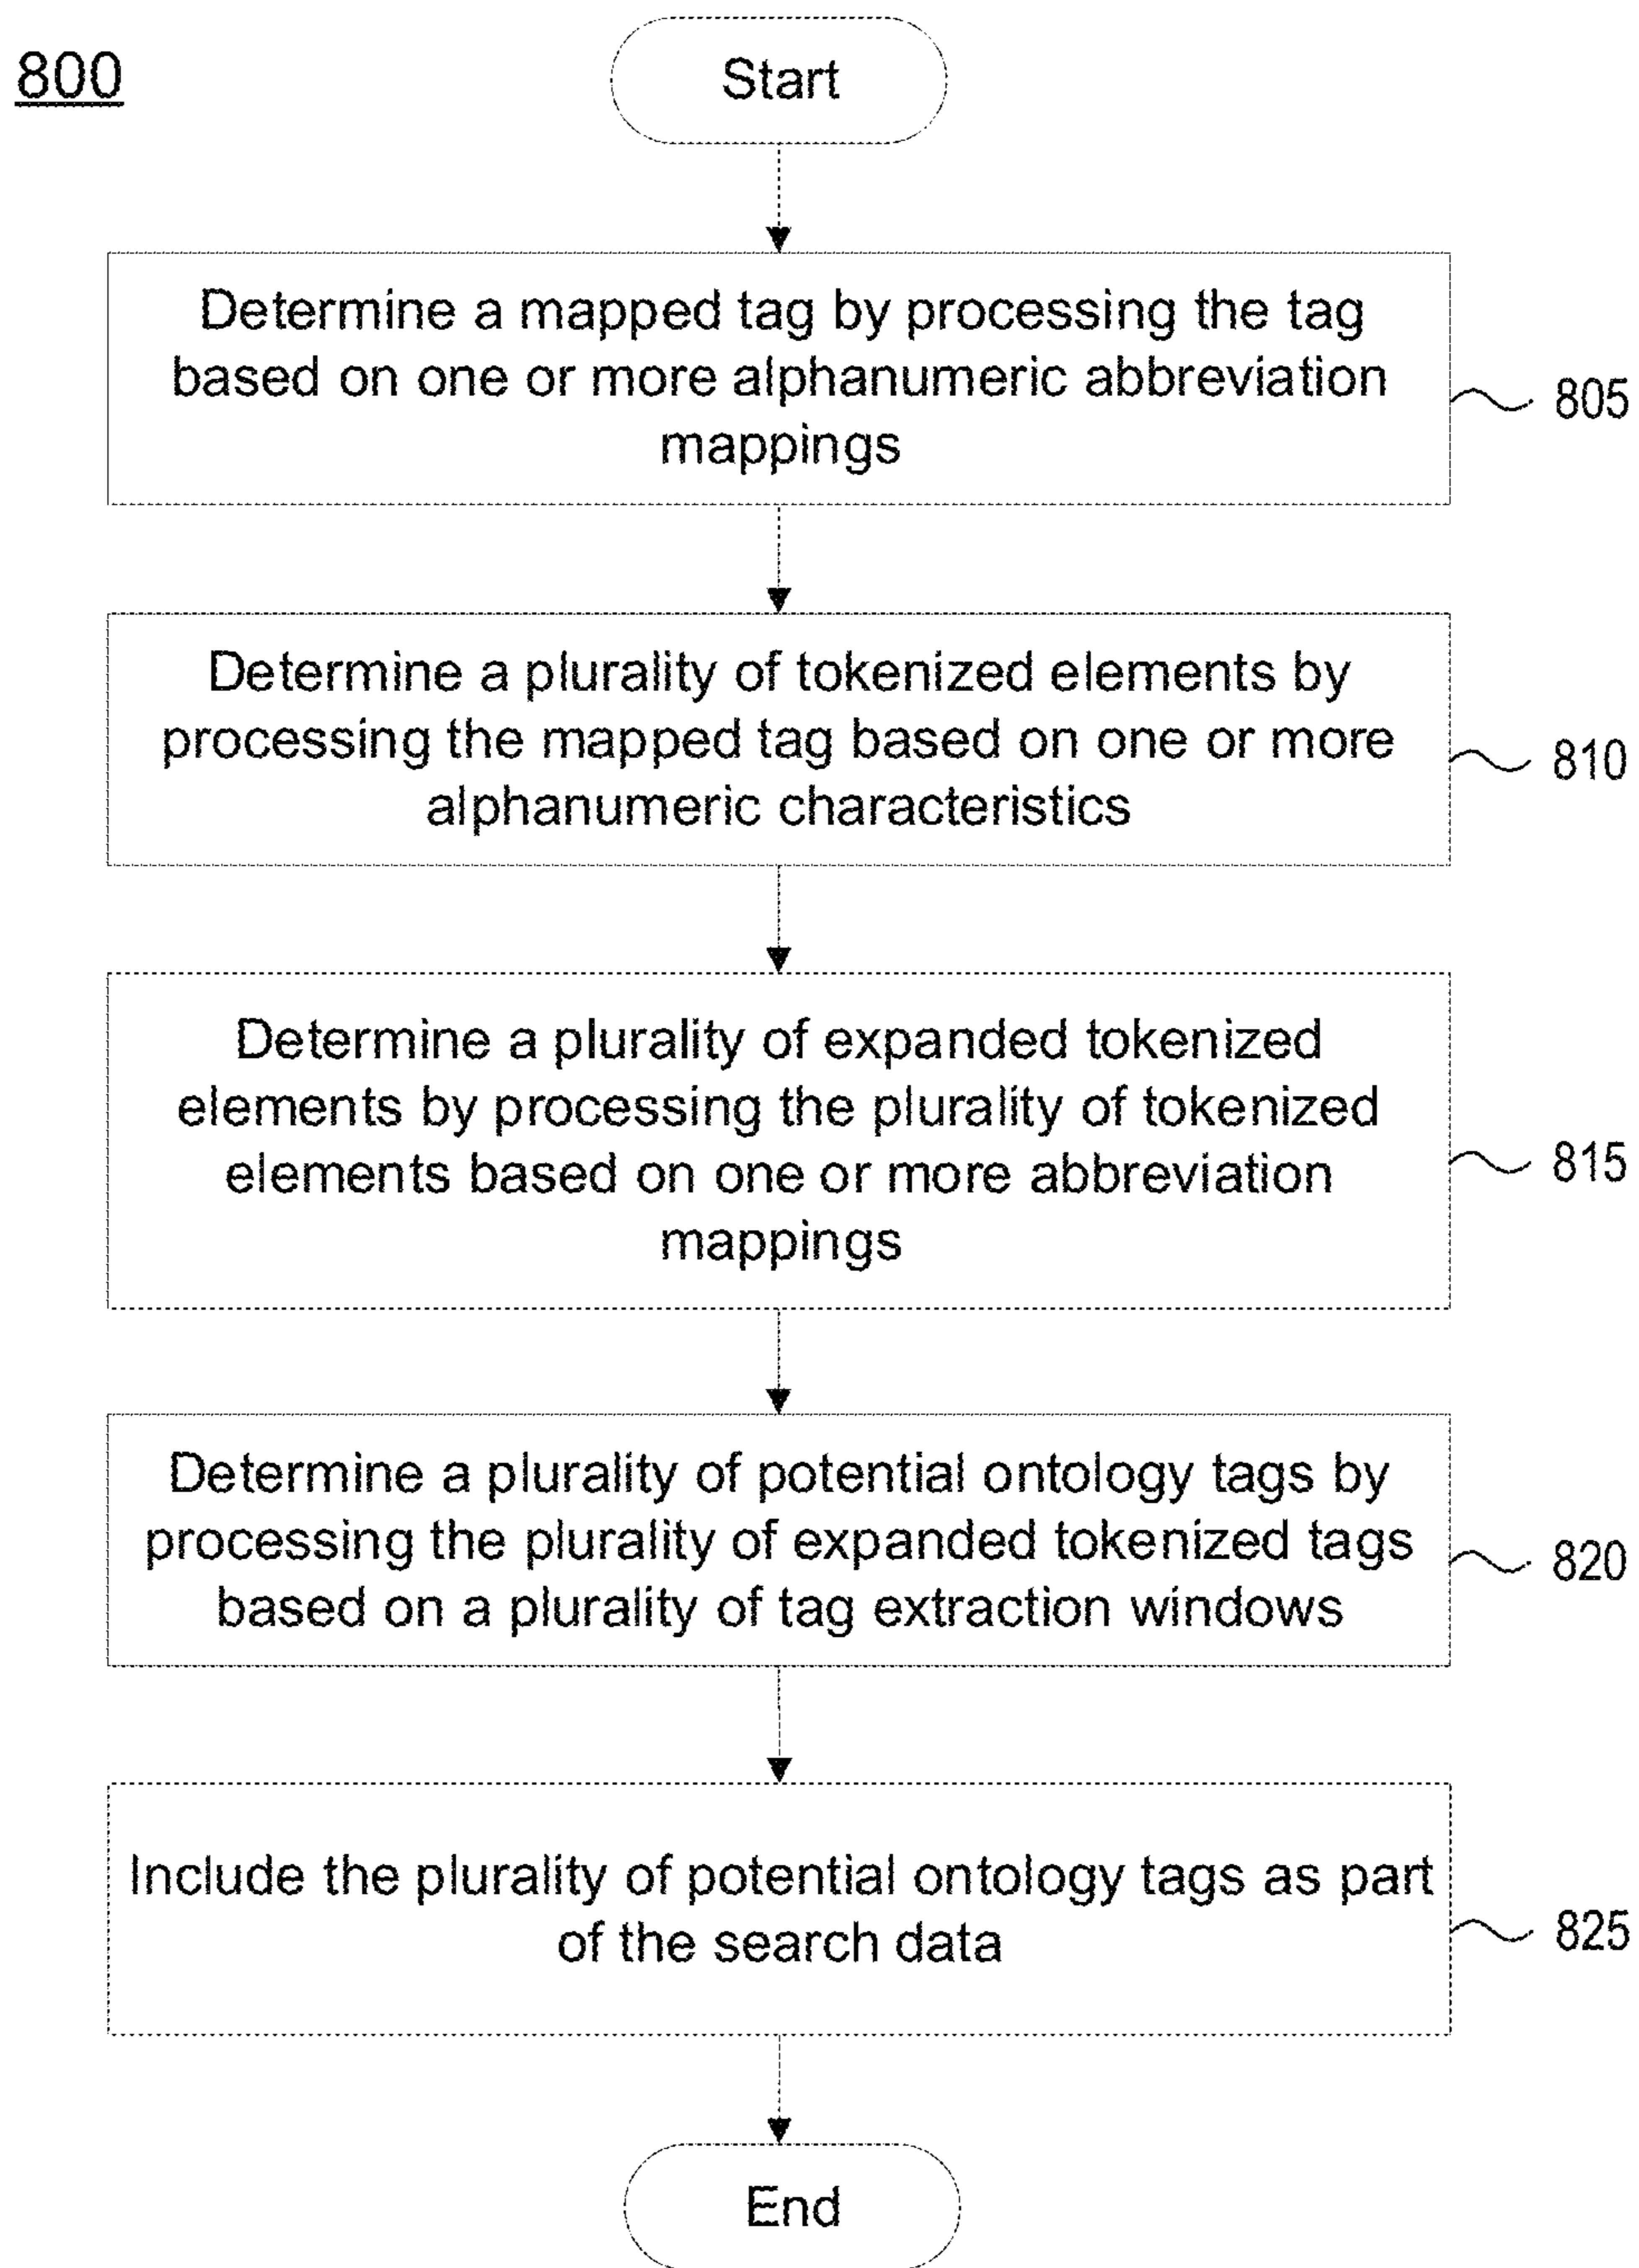 800
Start
Determine a mapped tag by processing the tag
based on one or more alphanumeric abbreviation
mappings
805
Determine a plurality of tokenized elements by
processing the mapped tag based on one or more
alphanumeric characteristics
810
Determine a plurality of expanded tokenized
elements by processing the plurality of tokenized
elements based on one or more abbreviation
mappings
815
Determine a plurality of potential ontology tags by
processing the plurality of expanded tokenized tags
based on a plurality of tag extraction windows
820
Include the plurality of potential ontology tags as part
of the search data
825
End